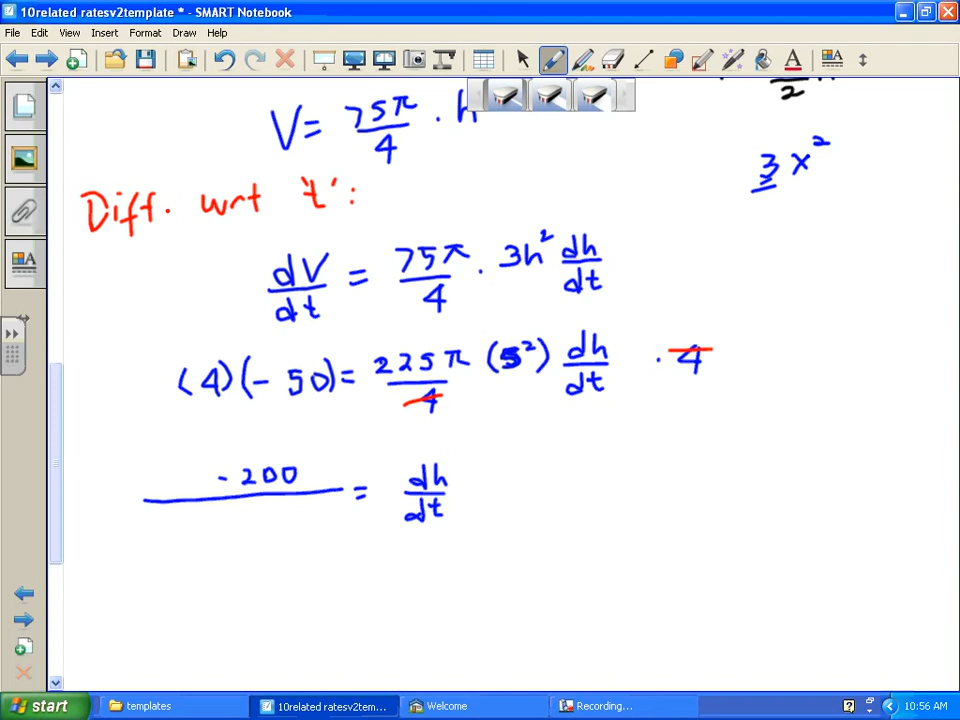 10related ratesv2template * - SMART Notebook
File Edit View Insert Format Draw Help
V = 75π/4 · h
2
3x²
Diff. wrt 't':
dV/dt = 75π/4 · 3h² dh/dt
(4)(-50) = 225π/4 (5²) dh/dt · 4
-200 = dh/dt
start
templates
10related ratesv2tem...
Welcome
Recording...
10:56 AM